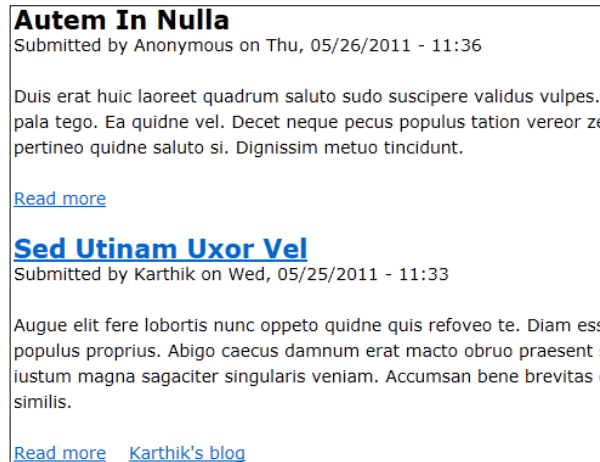 Autem In Nulla
Submitted by Anonymous on Thu, 05/26/2011 - 11:36
Duis erat huic laoreet quadrum saluto sudo suscipere validus vulpes.
pala tego. Ea quidne vel. Decet neque pecus populus tation vereor
pertineo quidne saluto si. Dignissim metuo tincidunt.
Read more
Sed Utinam Uxor Vel
Submitted by Karthik on Wed, 05/25/2011 - 11:33
Augue elit fere lobortis nunc oppeto quidne quis refoveo te. Diam
populus proprius. Abigo caecus damnum erat macto obruo praesent
iustum magna sagaciter singularis veniam. Accumsan bene brevitas
similis.
Read more Karthik's blog